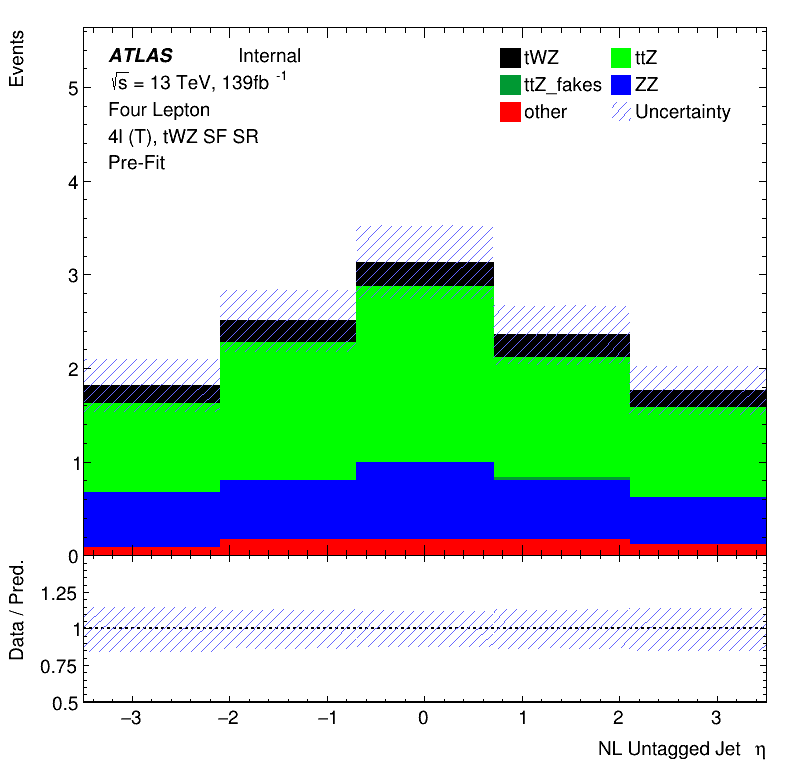 Events
ATLAS Internal
√s = 13 TeV, 139fb -1
Four Lepton
4l (T), tWZ SF SR
Pre-Fit
tWZ ttZ
ttZ_fakes ZZ
other Uncertainty
5
4
3
2
1
0
Data / Pred.
1.25
1
0.75
0.5
−3 −2 −1 0 1 2 3
NL Untagged Jet η